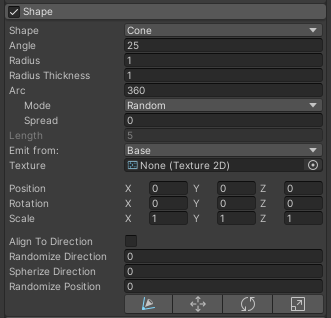 Shape
Shape Cone
Angle 25
Radius 1
Radius Thickness 1
Arc 360
Mode Random
Spread 0
Length 5
Emit from: Base
Texture None (Texture 2D)
Position X 0 Y 0 Z 0
Rotation X 0 Y 0 Z 0
Scale X 1 Y 1 Z 1
Align To Direction
Randomize Direction 0
Spherize Direction 0
Randomize Position 0